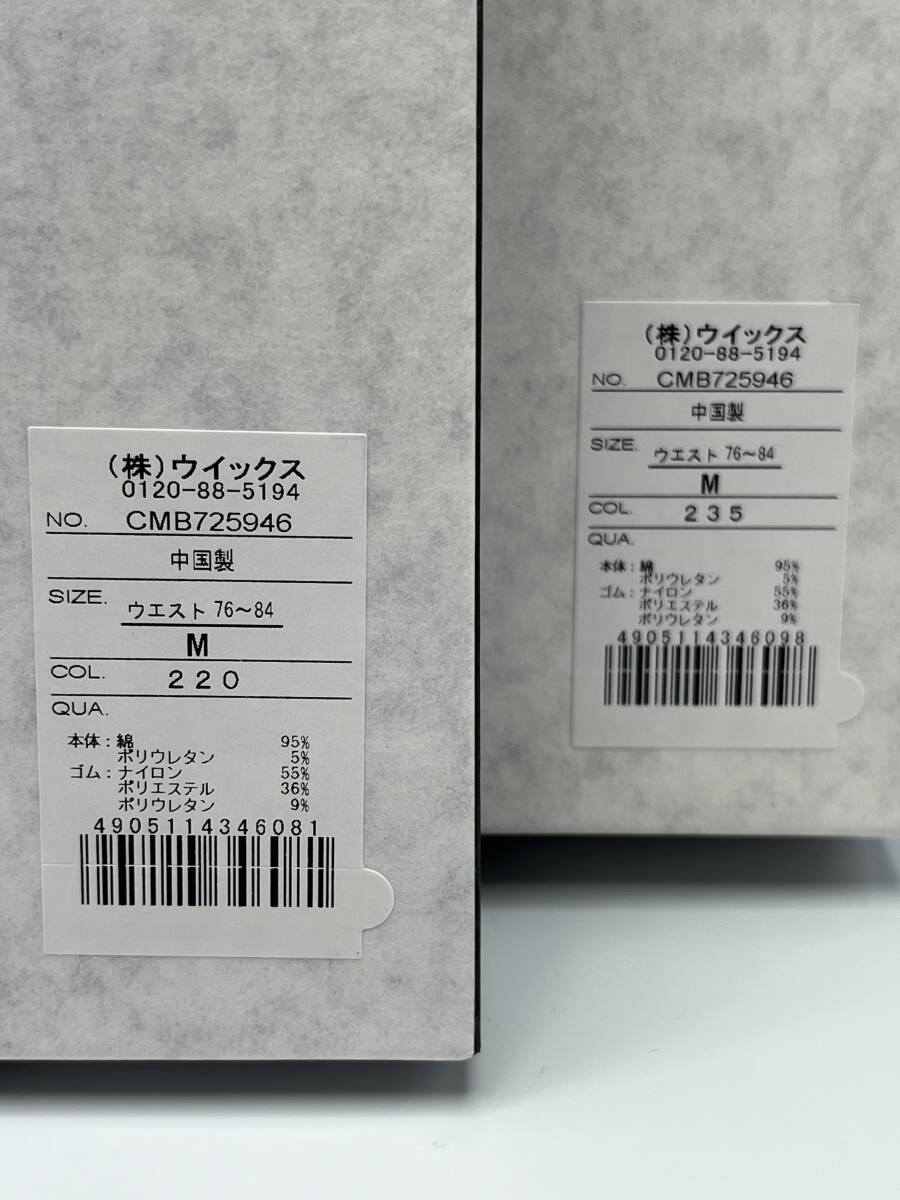 (株)ウイックス
0120-88-5194
NO. CMB725946
中国製
SIZE. ウエスト 76～84
M
COL. 220
QUA.
本体:綿 95%
ポリウレタン 5%
ゴム:ナイロン 55%
ポリエステル 36%
ポリウレタン 9%
4905114346081
(株)ウイックス
0120-88-5194
NO. CMB725946
中国製
SIZE. ウエスト 76～84
M
COL. 235
QUA.
本体:綿 95%
ポリウレタン 5%
ゴム:ナイロン 55%
ポリエステル 36%
ポリウレタン 9%
4905114346098